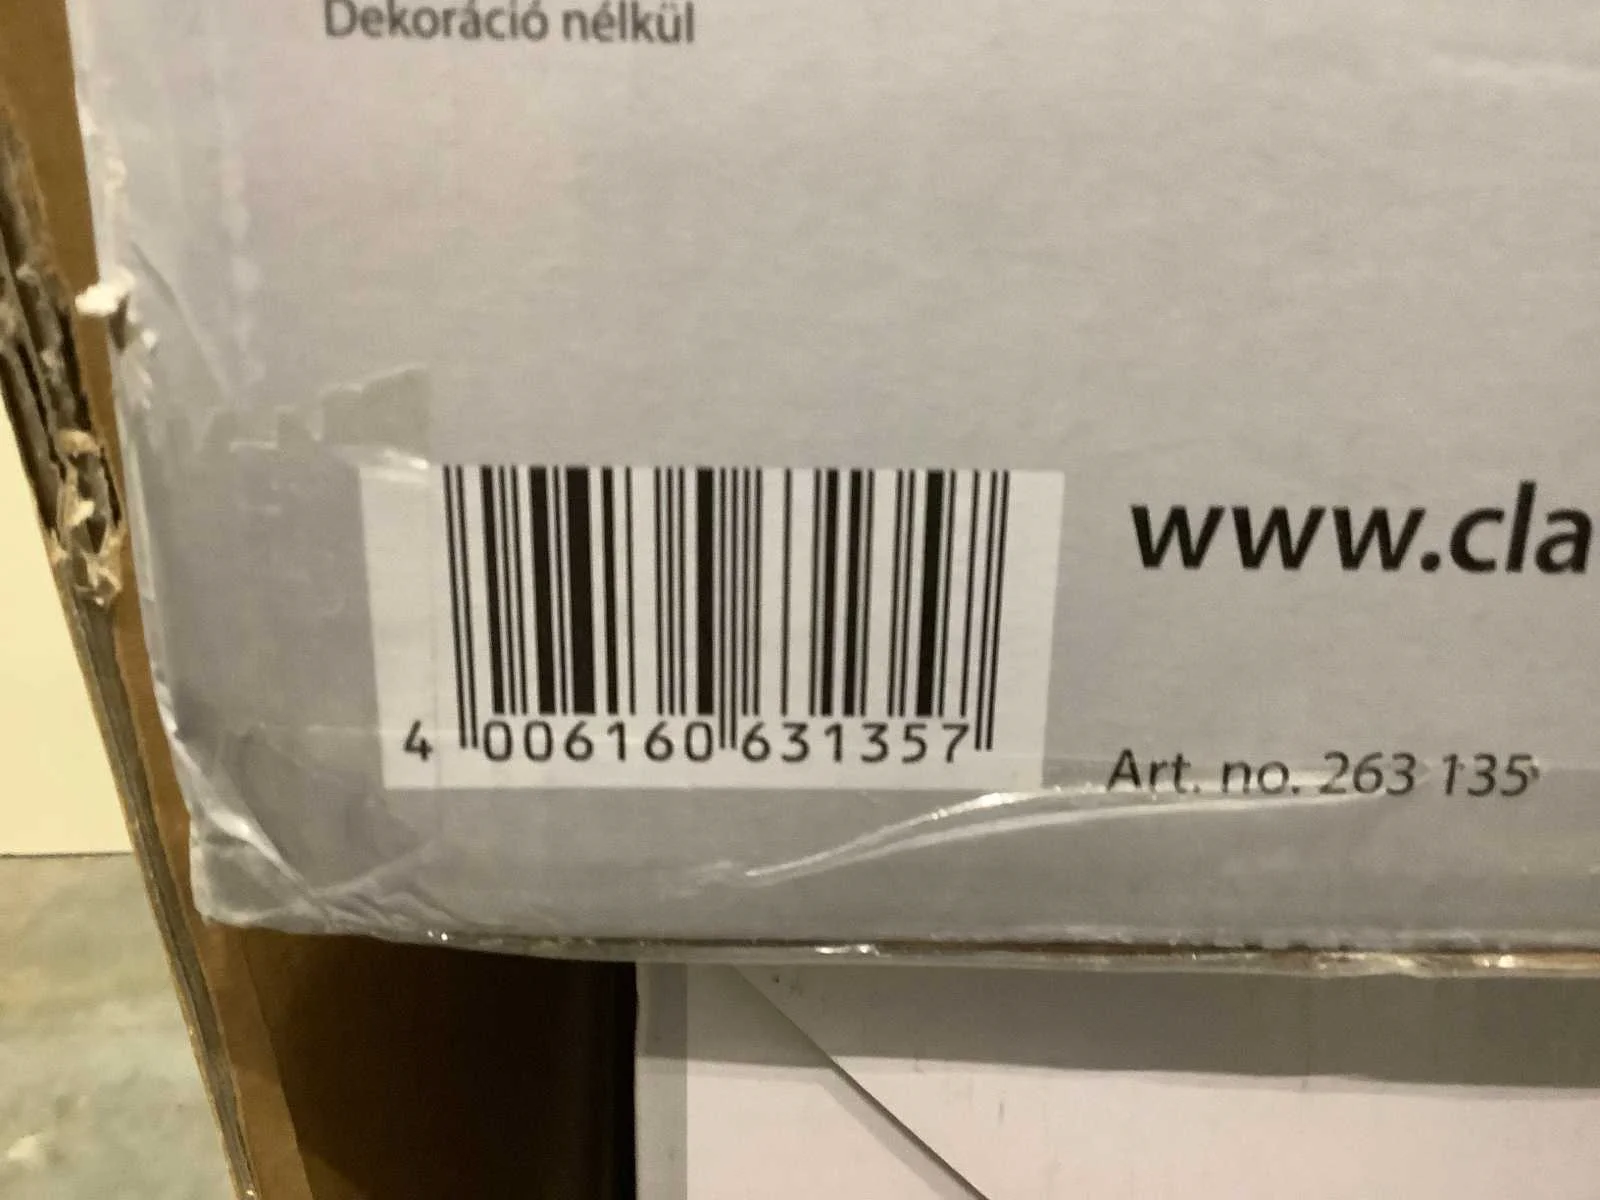 Dekoráció nélkül
www.cla
4 006160 631357
Art. no. 263 135